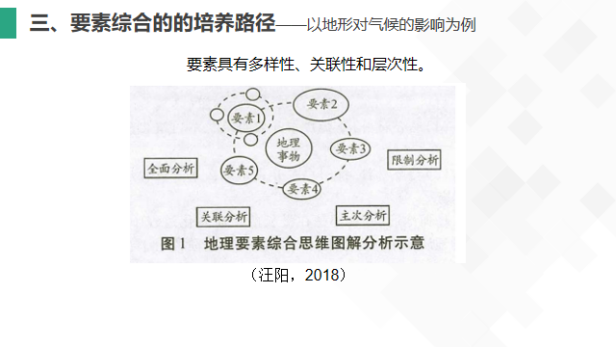 三、要素综合的的培养路径——以地形对气候的影响为例
要素具有多样性、关联性和层次性。
要素1
要素2
地理
事物
要素3
限制分析
全面分析
要素5
要素4
关联分析
主次分析
图1 地理要素综合思维图解分析示意
（汪阳，2018）